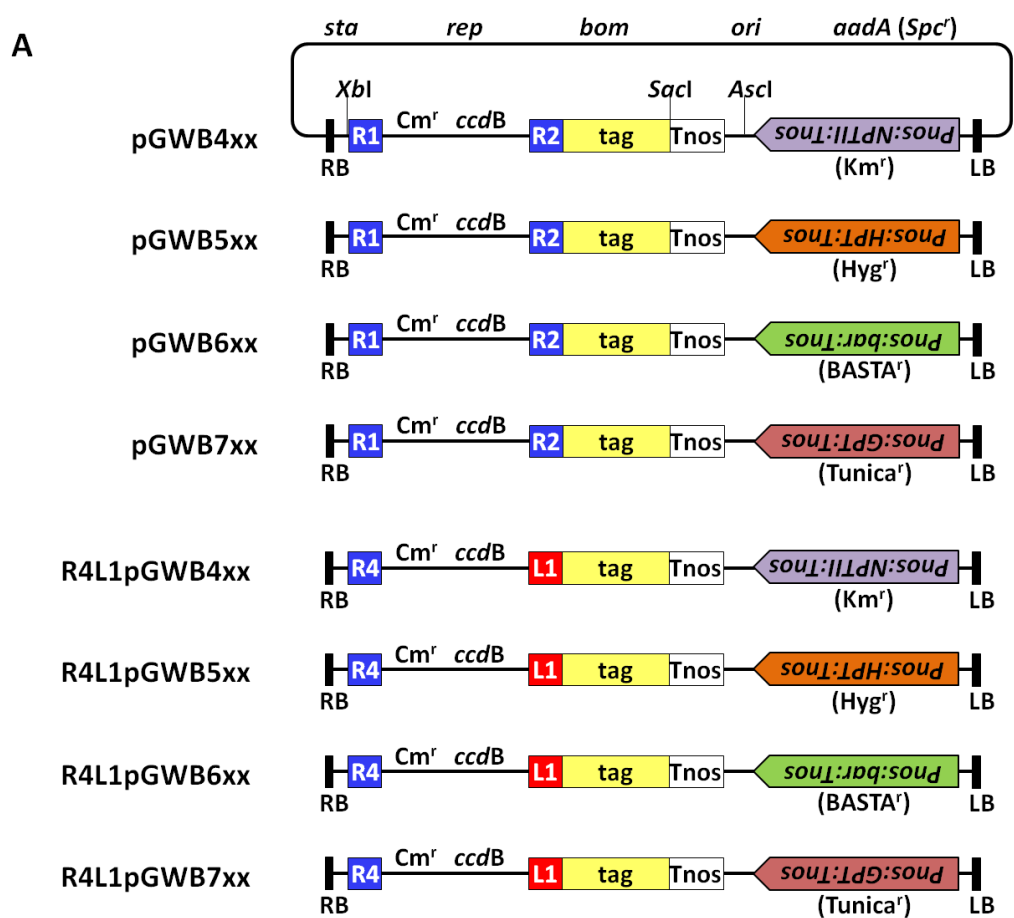 A
sta rep bom ori aadA (Spcʳ)
XbI SacI AscI
pGWB4xx R1 Cmʳ ccdB R2 tag Tnos Pnos:NPTII:Tnos
RB (Kmʳ) LB
pGWB5xx R1 Cmʳ ccdB R2 tag Tnos Pnos:HPT:Tnos
RB (Hygʳ) LB
pGWB6xx R1 Cmʳ ccdB R2 tag Tnos Pnos:bar:Tnos
RB (BASTAʳ) LB
pGWB7xx R1 Cmʳ ccdB R2 tag Tnos Pnos:GPT:Tnos
RB (Tunicaʳ) LB
R4L1pGWB4xx R4 Cmʳ ccdB L1 tag Tnos Pnos:NPTII:Tnos
RB (Kmʳ) LB
R4L1pGWB5xx R4 Cmʳ ccdB L1 tag Tnos Pnos:HPT:Tnos
RB (Hygʳ) LB
R4L1pGWB6xx R4 Cmʳ ccdB L1 tag Tnos Pnos:bar:Tnos
RB (BASTAʳ) LB
R4L1pGWB7xx R4 Cmʳ ccdB L1 tag Tnos Pnos:GPT:Tnos
RB (Tunicaʳ) LB